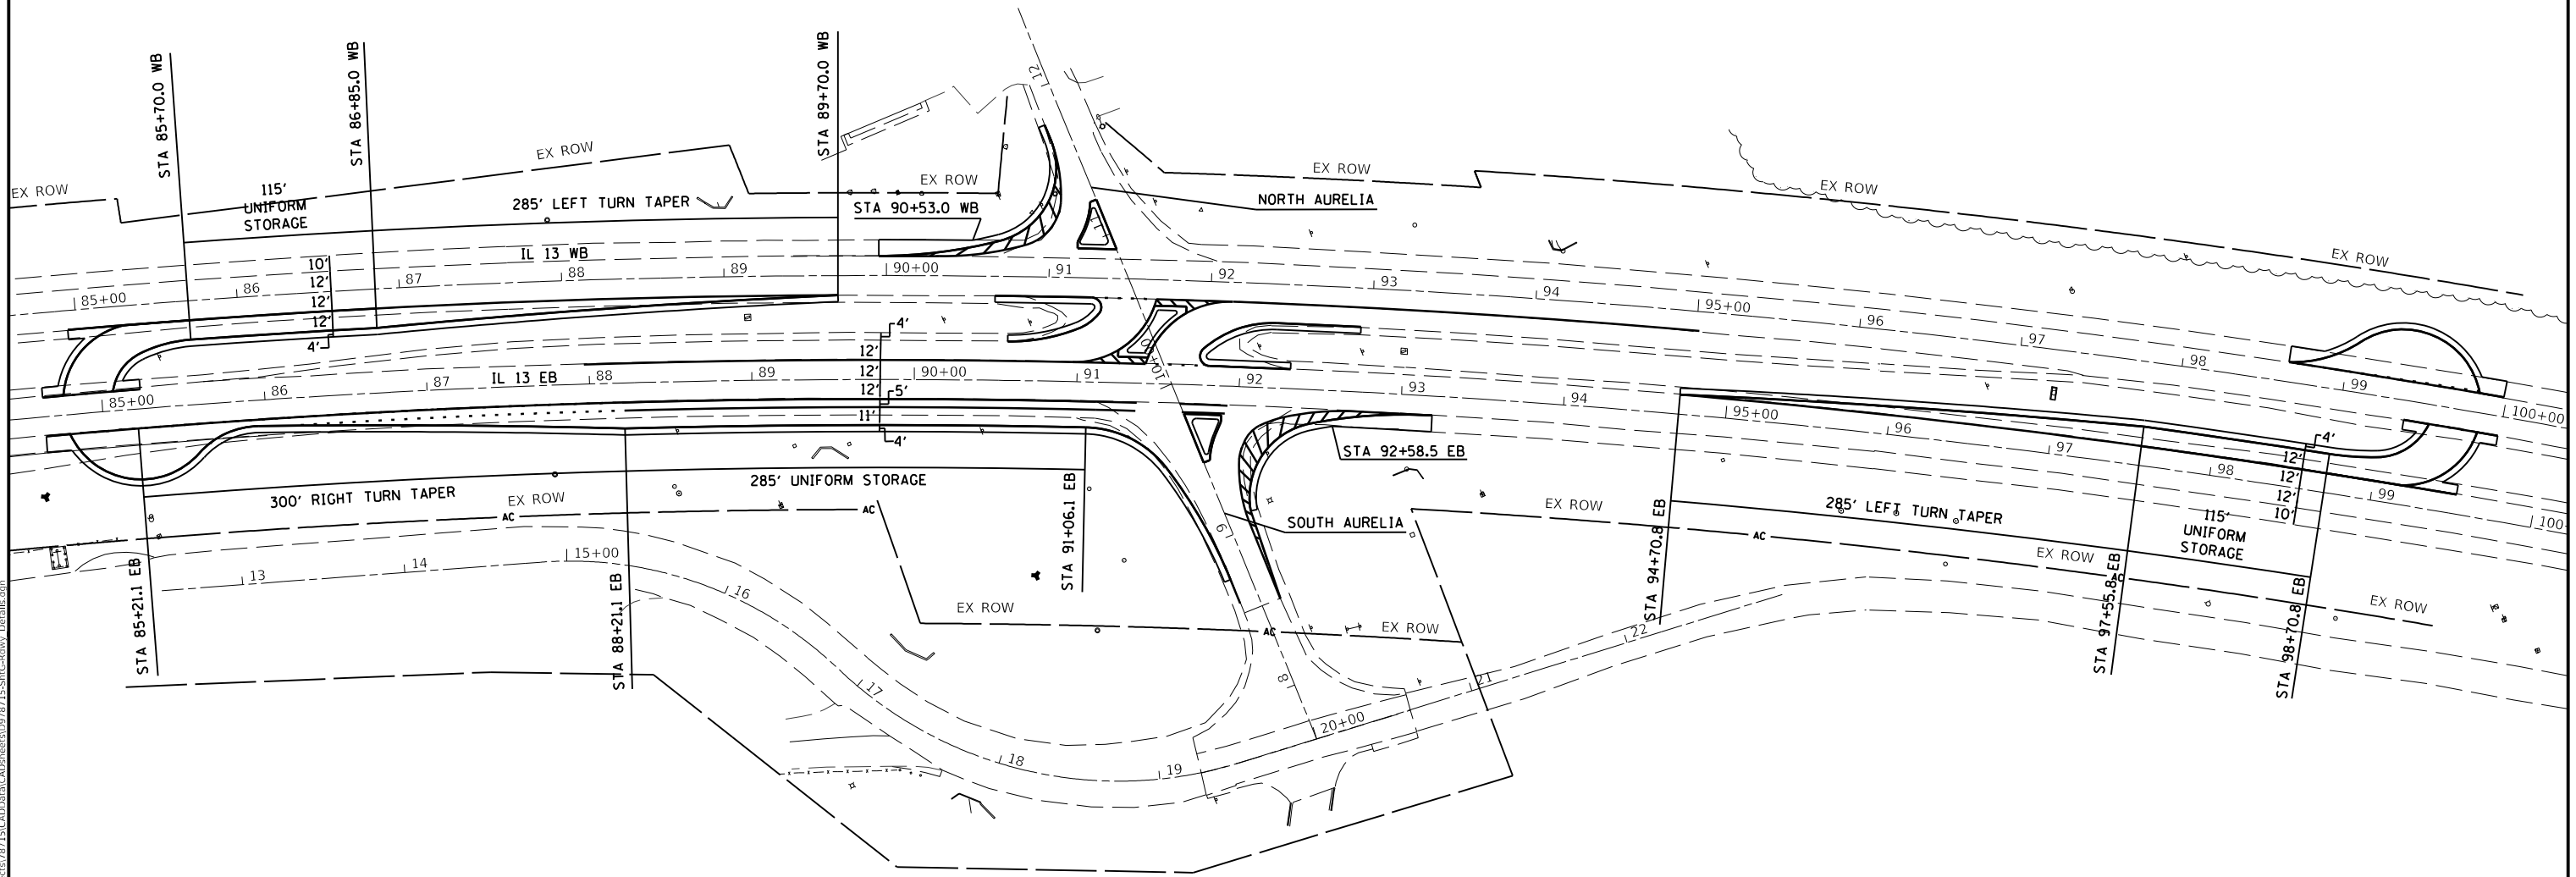 STA 85+70.0 WB
STA 86+85.0 WB
STA 89+70.0 WB
12
EX ROW
EX ROW
EX ROW
EX ROW
EX ROW
EX ROW
115'
UNIFORM
STORAGE
285' LEFT TURN TAPER
STA 90+53.0 WB
NORTH AURELIA
IL 13 WB
10'
12'
12'
12'
4'
85+00
86
87
88
89
90+00
91
92
93
94
95+00
96
97
98
99
100+00
4'
12'
12'
12'
5'
11'
4'
10+00
IL 13 EB
85+00
86
87
88
89
90+00
91
92
93
94
95+00
96
97
98
99
100
4'
12'
12'
12'
10'
300' RIGHT TURN TAPER
285' UNIFORM STORAGE
STA 92+58.5 EB
SOUTH AURELIA
285' LEFT TURN TAPER
115'
UNIFORM
STORAGE
EX ROW
AC
AC
EX ROW
AC
EX ROW
AC
EX ROW
EX ROW
AC
EX ROW
STA 85+21.1 EB
STA 88+21.1 EB
STA 91+06.1 EB
STA 94+70.8 EB
STA 97+55.8 EB
STA 98+70.8 EB
9
8
13
14
15+00
16
17
18
19
20+00
21
22